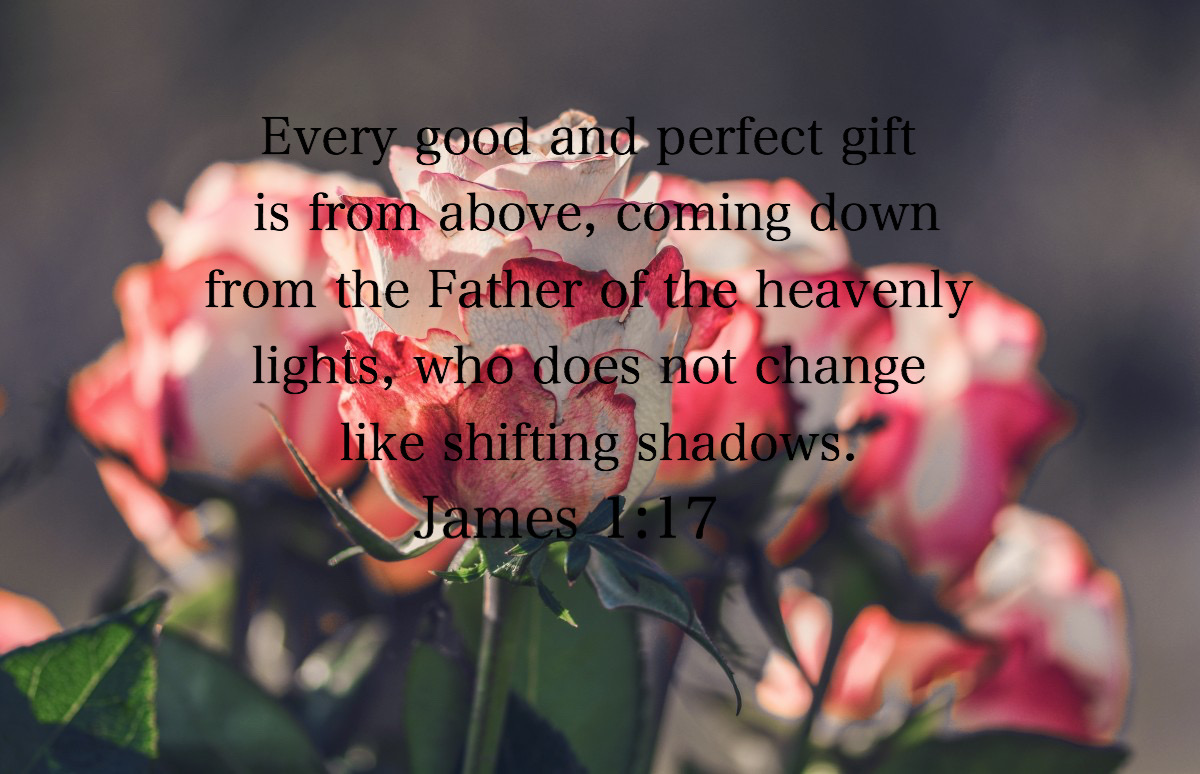 Every good and perfect gift
is from above, coming down
from the Father of the heavenly
lights, who does not change
like shifting shadows.
James 1:17